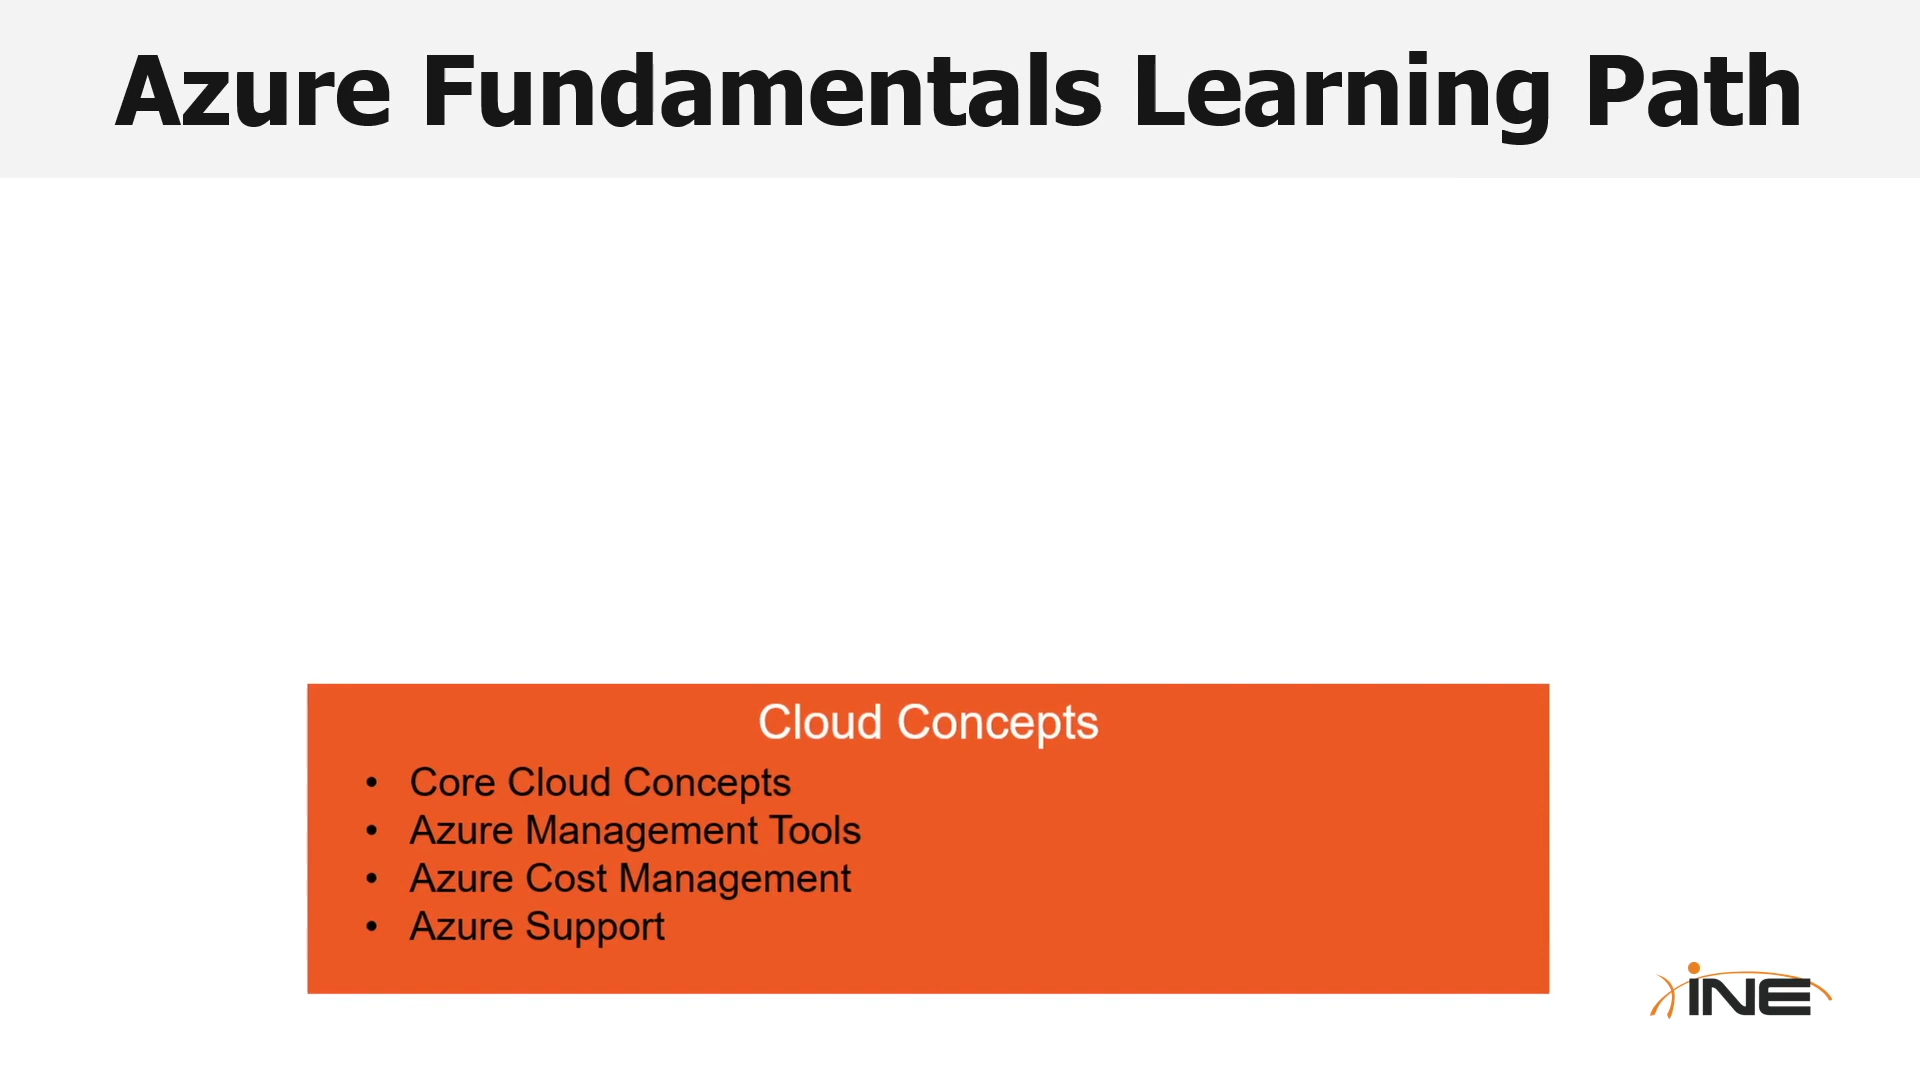 Azure Fundamentals Learning Path
Cloud Concepts
• Core Cloud Concepts
• Azure Management Tools
• Azure Cost Management
• Azure Support
iNE